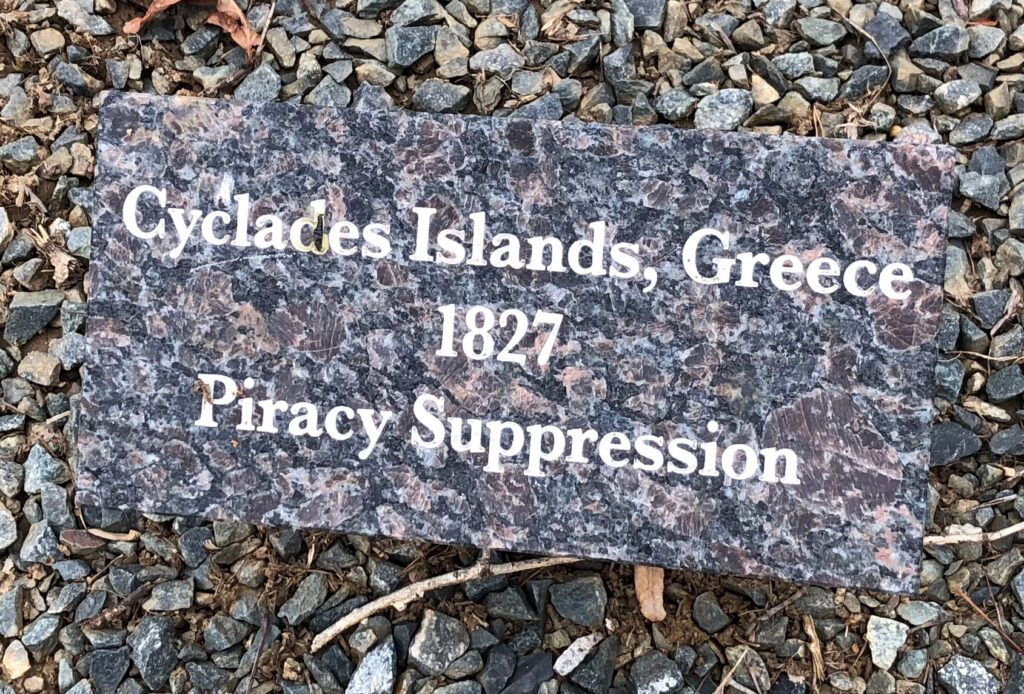 Cyclades Islands, Greece
1827
Piracy Suppression